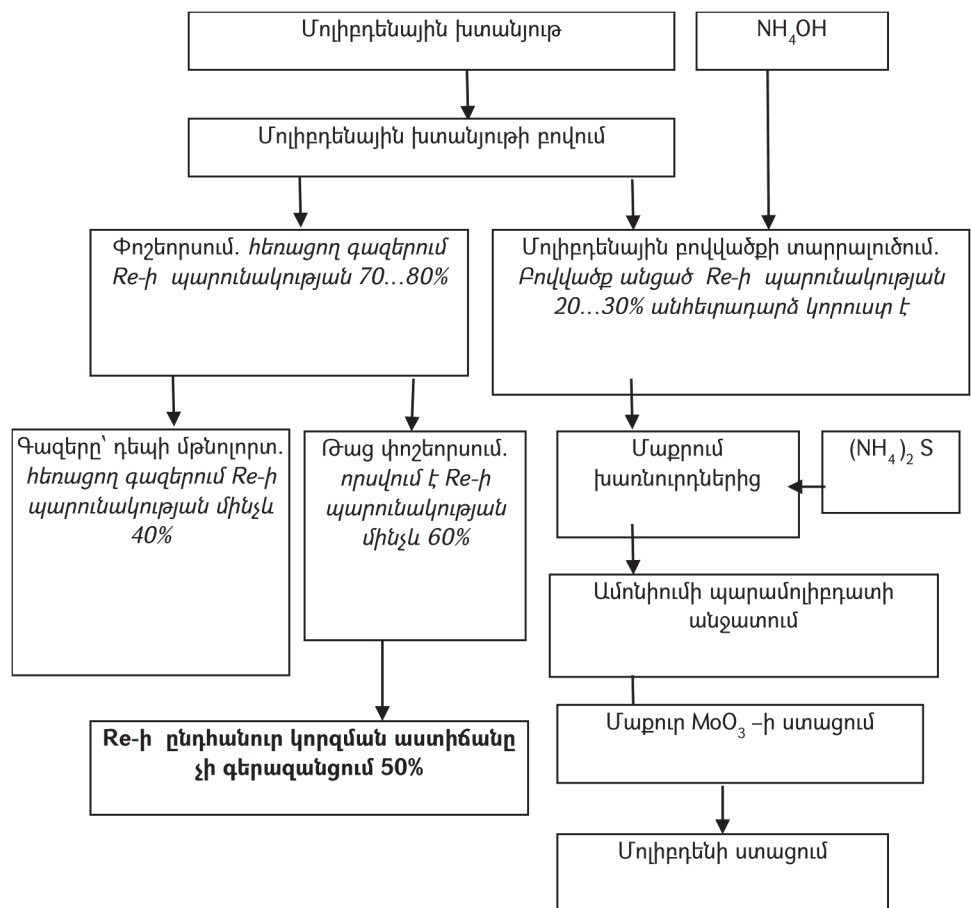 Մոլիբդենային խտանյութ
NH₄OH
Մոլիբդենային խտանյութի բովում
Փոշեորսում. հեռացող գազերում
Re-ի պարունակության 70...80%
Մոլիբդենային բովվածքի տարրալուծում.
Բովվածք անցած Re-ի պարունակության
20...30% անհետադարձ կորուստ է
Գազերը՝ դեպի մթնոլորտ.
հեռացող գազերում Re-ի
պարունակության մինչև
40%
Թաց փոշեորսում.
որսվում է Re-ի
պարունակության
մինչև 60%
Մաքրում
խառնուրդներից
(NH₄)₂ S
Ամոնիումի պարամոլիբդատի
անջատում
Re-ի ընդհանուր կորզման աստիճանը
չի գերազանցում 50%
Մաքուր MoO₃ –ի ստացում
Մոլիբդենի ստացում